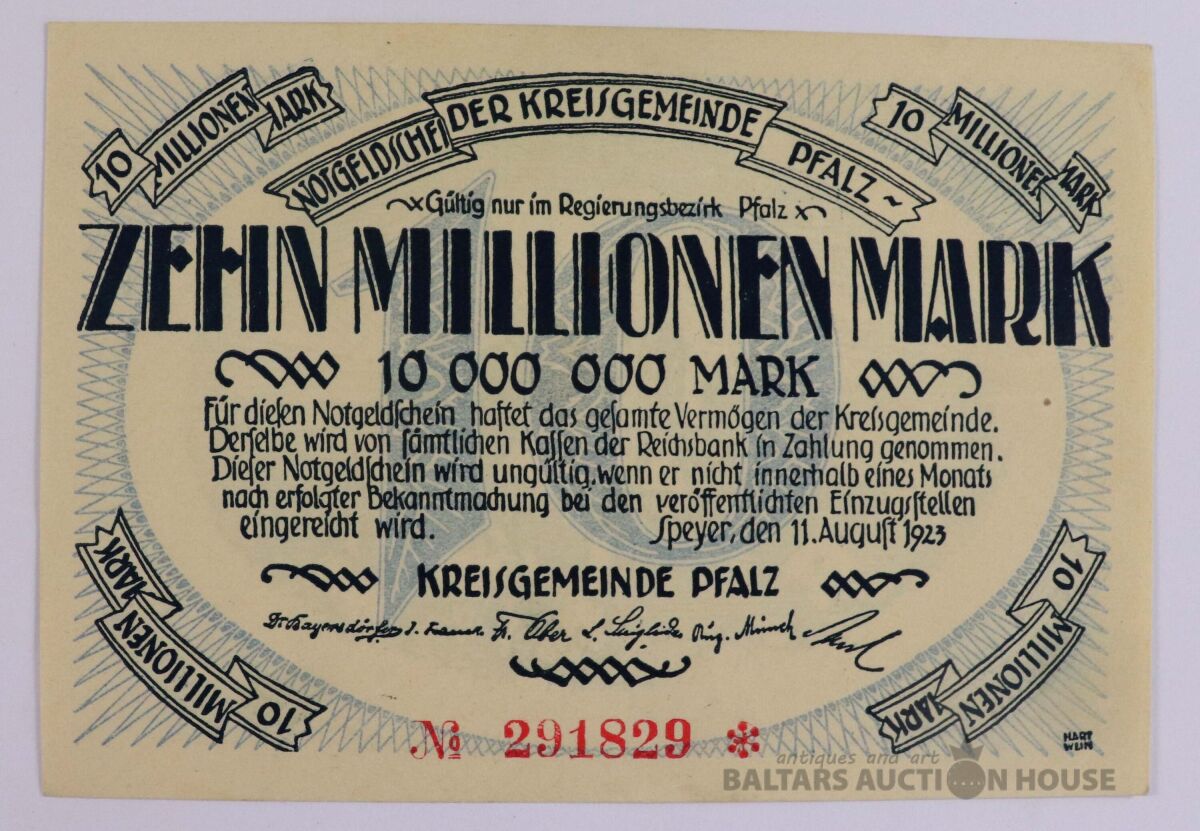 10 MILLIONEN MARK
NOTGELDSCHEI DER KREISGEMEINDE PFALZ
10 MILLIONEN MARK
Gültig nur im Regierungsbezirk Pfalz
ZEHN MILLIONEN MARK
10 000 000 MARK
Für dieſen Notgeldſchein haftet das geſamte Vermögen der Kreisgemeinde.
Derſelbe wird von ſämtlichen Kaſſen der Reichsbank in Zahlung genommen.
Dieſer Notgeldſchein wird ungültig, wenn er nicht innerhalb eines Monats
nach erfolgter Bekanntmachung bei den veröffentlichten Einzugsſtellen
eingereicht wird. Speyer, den 11. Auguſt 1923
KREISGEMEINDE PFALZ
Dr. Bayersdörfer
10 MILLIONEN MARK
10 MILLIONEN MARK
№ 291829 *
HART
WEIN
antiques and art
BALTARS AUCTION HOUSE